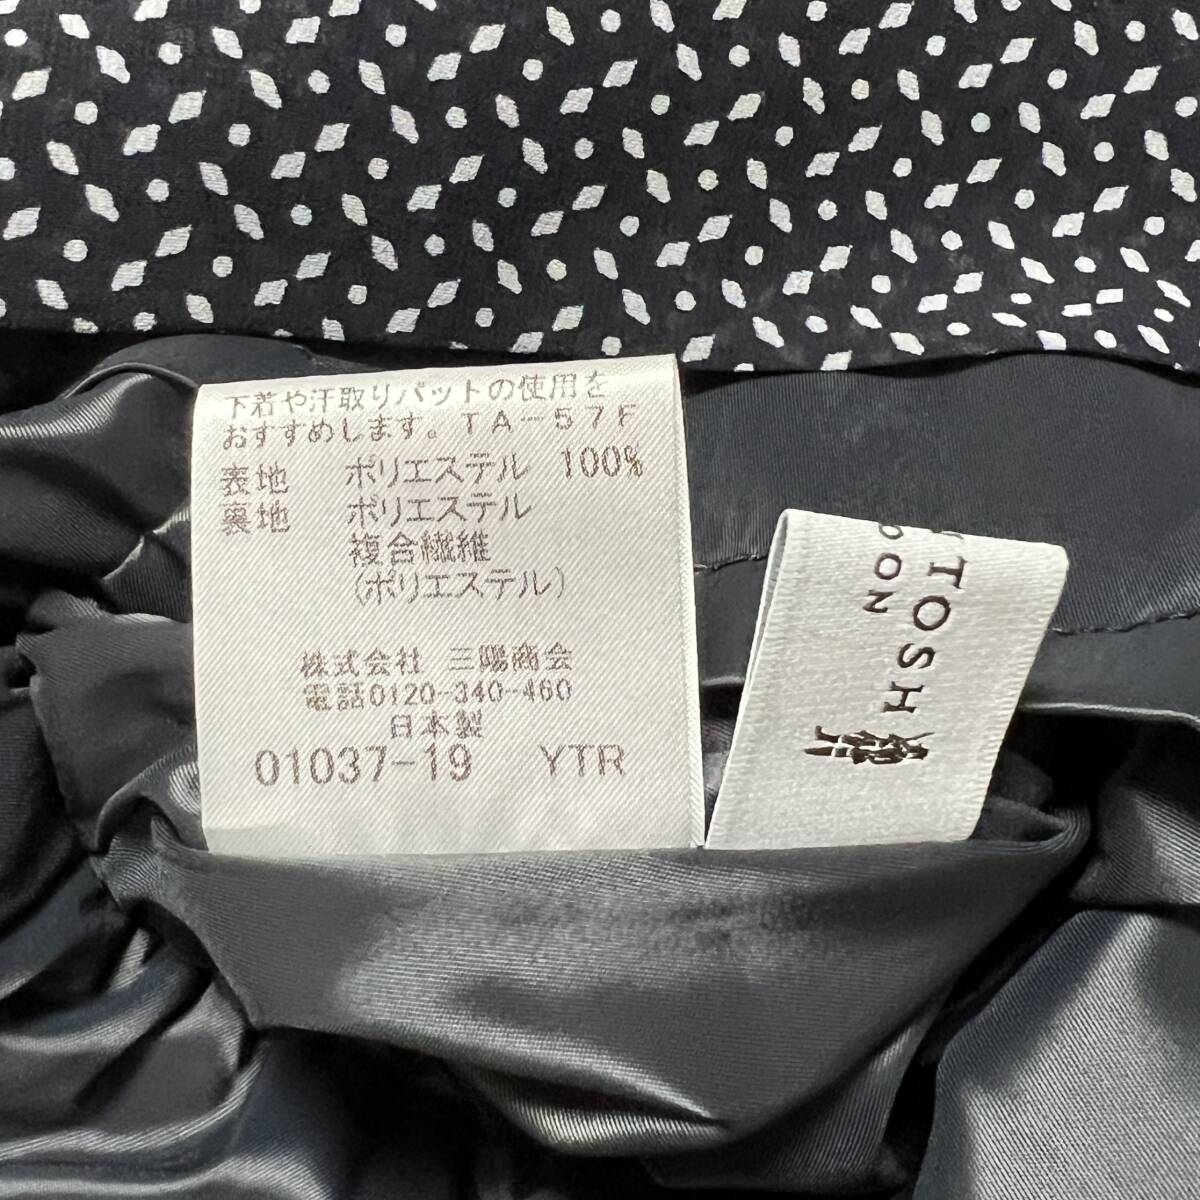 下着や汗取りパットの使用を
おすすめします。TA-57F
表地 ポリエステル 100%
裏地 ポリエステル
複合繊維
(ポリエステル)
株式会社 三陽商会
電話0120-340-460
日本製
01037-19 YTR
TOSH
DON